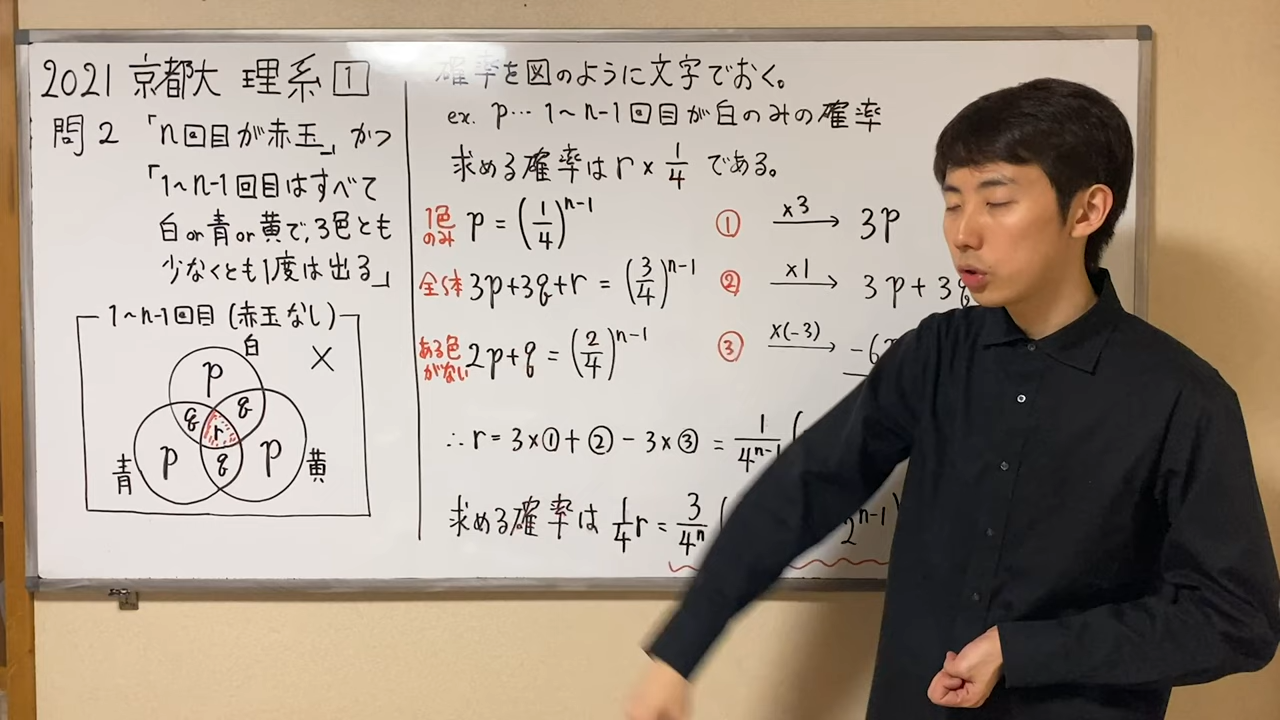 2021 京都大 理系 1
問2 「n回目が赤玉」かつ
「1〜n-1回目はすべて
白or青or黄で、3色とも
少なくとも1度は出る」
1〜n-1回目(赤玉なし)
白
×
p
q q
r
青 p q p 黄
確率を図のように文字でおく。
ex. p… 1〜n-1回目が白のみの確率
求める確率は r × 1/4 である。
1色のみ p = (1/4)^{n-1} ① ×3 → 3p
全体 3p+3q+r = (3/4)^{n-1} ② ×1 → 3p+3q
ある色がない 2p+q = (2/4)^{n-1} ③ ×(-3) → -6
∴ r = 3×①+②-3×③ = 1/4^{n-1} (
求める確率は 1/4 r = 3/4^n ( 2^{n-1})